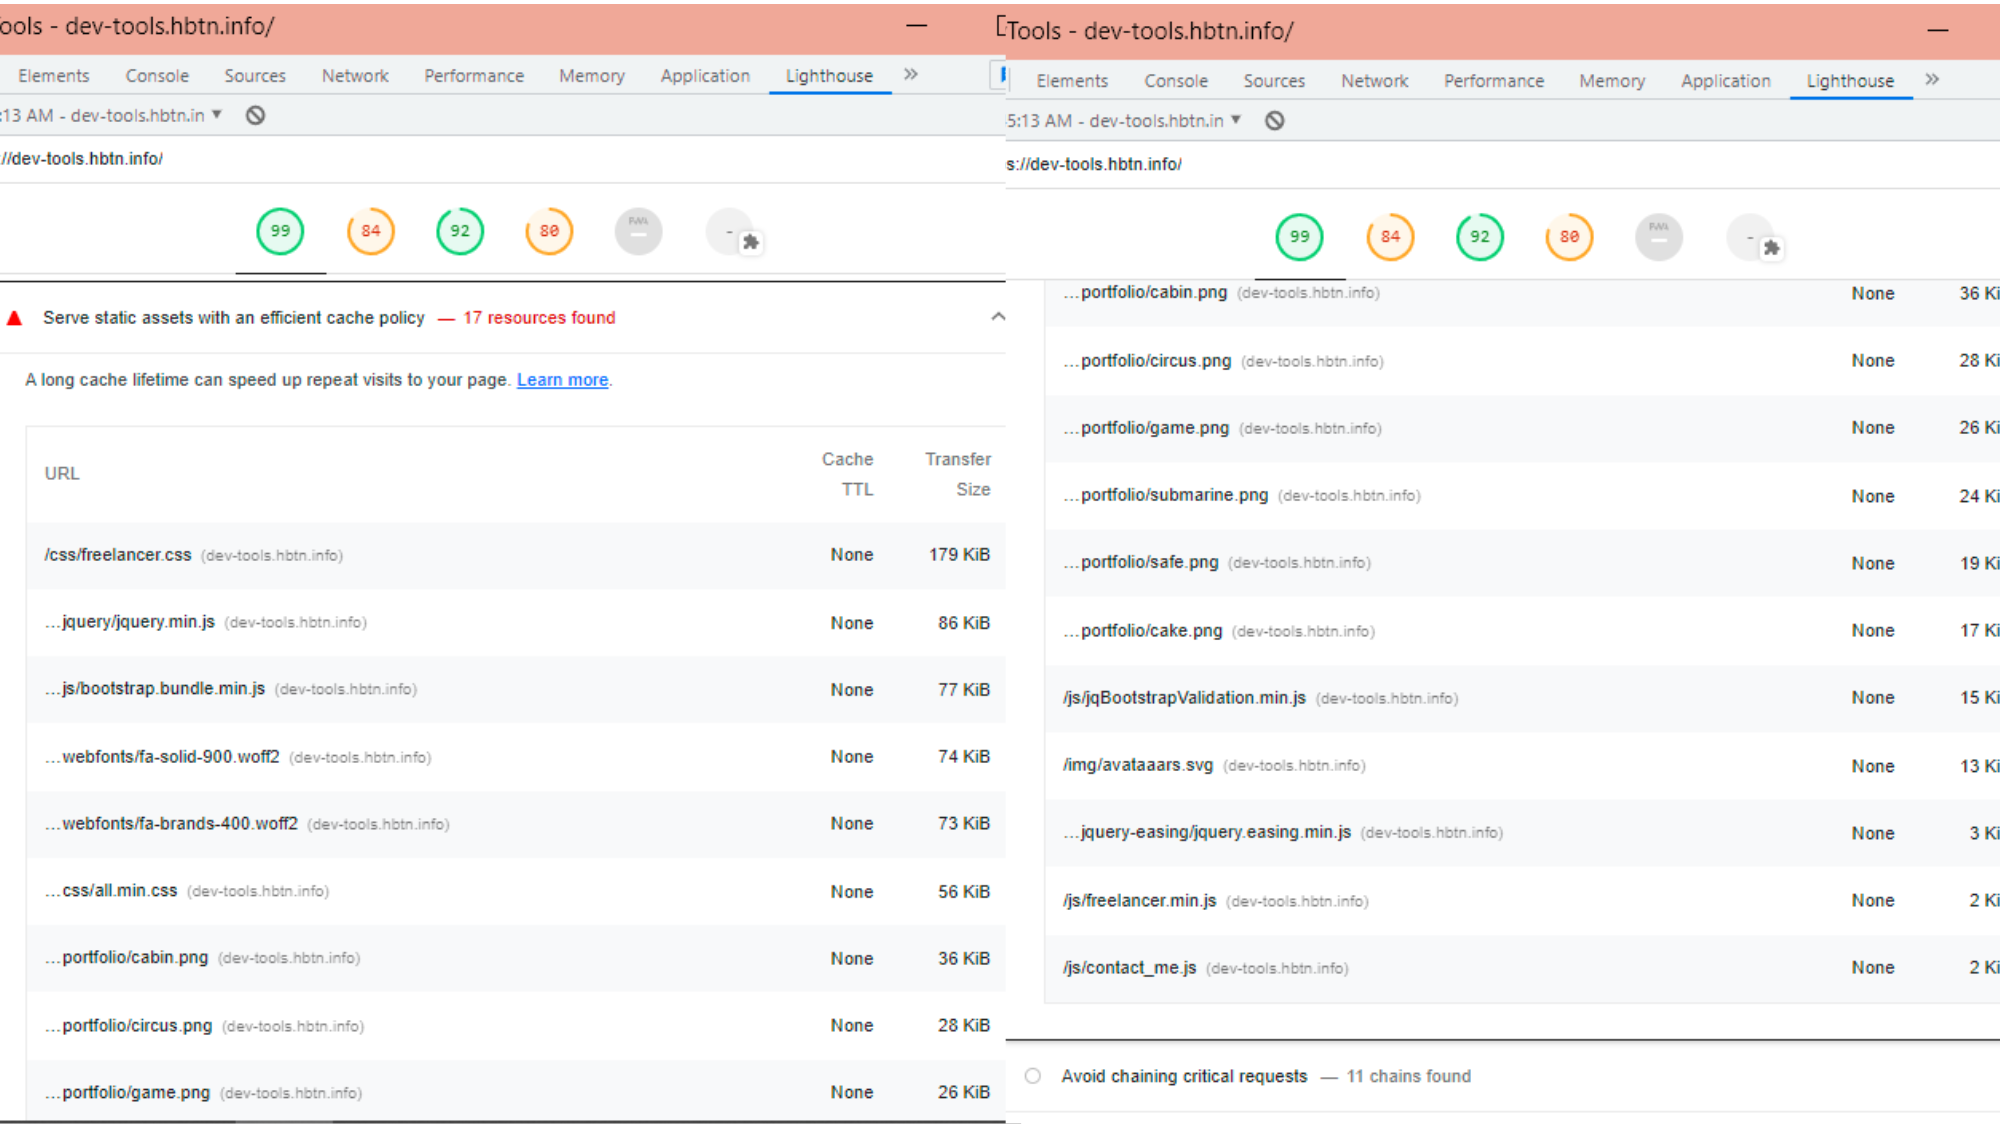 ools - dev-tools.hbtn.info/
Elements Console Sources Network Performance Memory Application Lighthouse »
:13 AM - dev-tools.hbtn.in ▼
://dev-tools.hbtn.info/
99 84 92 80 PWA -
Serve static assets with an efficient cache policy — 17 resources found
A long cache lifetime can speed up repeat visits to your page. Learn more.
URL Cache TTL Transfer Size
/css/freelancer.css (dev-tools.hbtn.info) None 179 KiB
…jquery/jquery.min.js (dev-tools.hbtn.info) None 86 KiB
…js/bootstrap.bundle.min.js (dev-tools.hbtn.info) None 77 KiB
…webfonts/fa-solid-900.woff2 (dev-tools.hbtn.info) None 74 KiB
…webfonts/fa-brands-400.woff2 (dev-tools.hbtn.info) None 73 KiB
…css/all.min.css (dev-tools.hbtn.info) None 56 KiB
…portfolio/cabin.png (dev-tools.hbtn.info) None 36 KiB
…portfolio/circus.png (dev-tools.hbtn.info) None 28 KiB
…portfolio/game.png (dev-tools.hbtn.info) None 26 KiB
Tools - dev-tools.hbtn.info/
Elements Console Sources Network Performance Memory Application Lighthouse »
5:13 AM - dev-tools.hbtn.in ▼
s://dev-tools.hbtn.info/
99 84 92 80 PWA -
…portfolio/cabin.png (dev-tools.hbtn.info) None 36 Ki
…portfolio/circus.png (dev-tools.hbtn.info) None 28 Ki
…portfolio/game.png (dev-tools.hbtn.info) None 26 Ki
…portfolio/submarine.png (dev-tools.hbtn.info) None 24 Ki
…portfolio/safe.png (dev-tools.hbtn.info) None 19 Ki
…portfolio/cake.png (dev-tools.hbtn.info) None 17 Ki
/js/jqBootstrapValidation.min.js (dev-tools.hbtn.info) None 15 Ki
/img/avataaars.svg (dev-tools.hbtn.info) None 13 Ki
…jquery-easing/jquery.easing.min.js (dev-tools.hbtn.info) None 3 Ki
/js/freelancer.min.js (dev-tools.hbtn.info) None 2 Ki
/js/contact_me.js (dev-tools.hbtn.info) None 2 Ki
Avoid chaining critical requests — 11 chains found